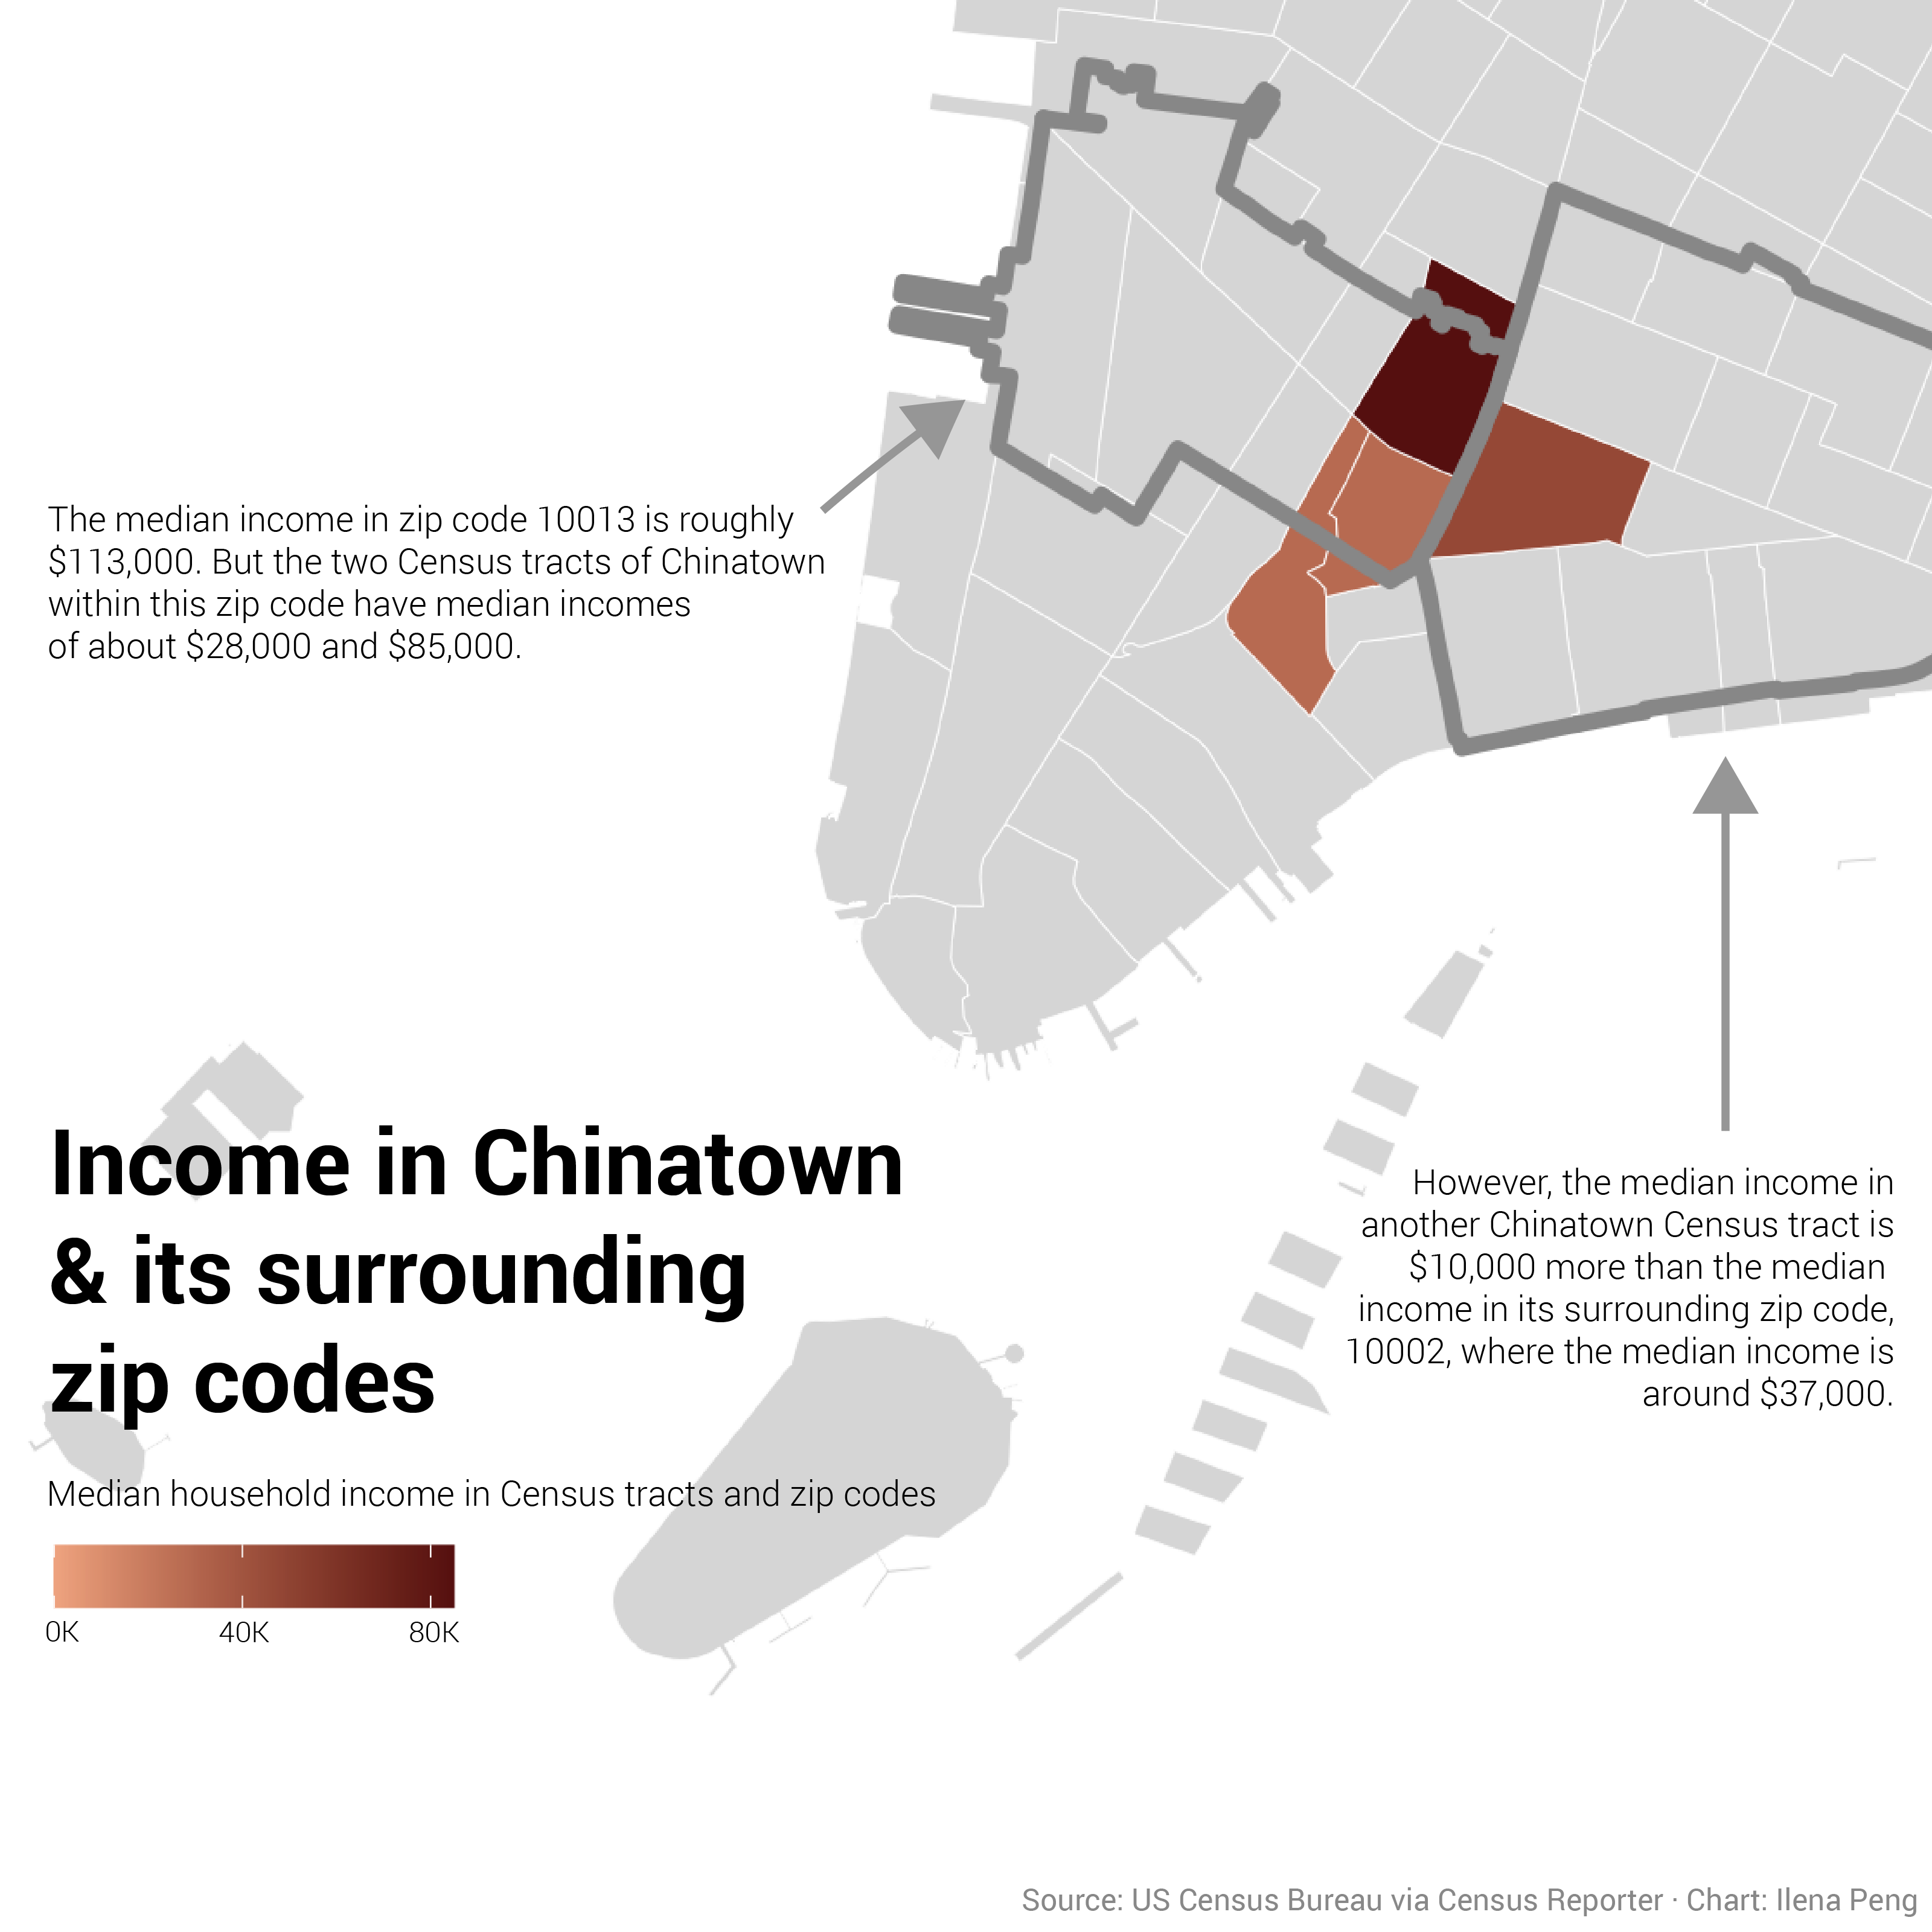 The median income in zip code 10013 is roughly
$113,000. But the two Census tracts of Chinatown
within this zip code have median incomes
of about $28,000 and $85,000.
However, the median income in
another Chinatown Census tract is
$10,000 more than the median
income in its surrounding zip code,
10002, where the median income is
around $37,000.
Income in Chinatown
& its surrounding
zip codes
Median household income in Census tracts and zip codes
0K 40K 80K
Source: US Census Bureau via Census Reporter · Chart: Ilena Peng